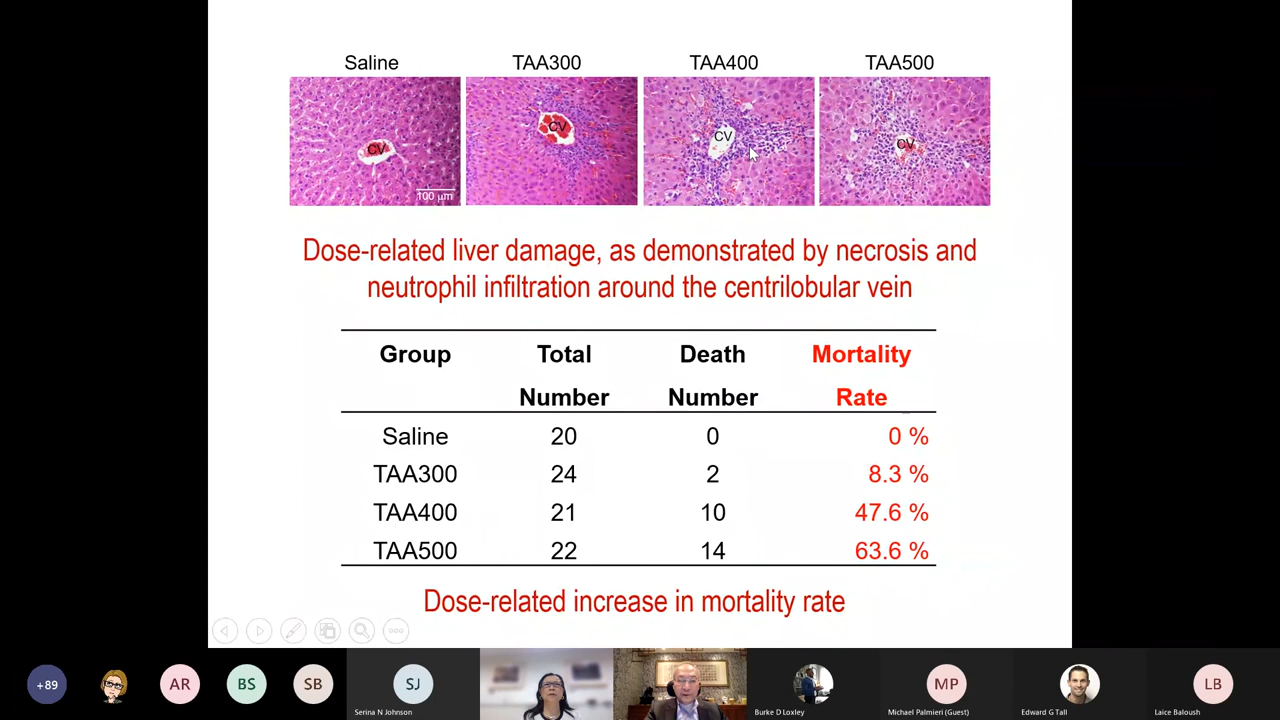 Saline TAA300 TAA400 TAA500
CV CV CV CV
100 µm
Dose-related liver damage, as demonstrated by necrosis and
neutrophil infiltration around the centrilobular vein
Group Total Death Mortality
Number Number Rate
Saline 20 0 0 %
TAA300 24 2 8.3 %
TAA400 21 10 47.6 %
TAA500 22 14 63.6 %
Dose-related increase in mortality rate
+89 AR BS SB SJ MP LB
Serina N Johnson Burke D Loxley Michael Palmieri (Guest) Edward G Tall Laice Baloush